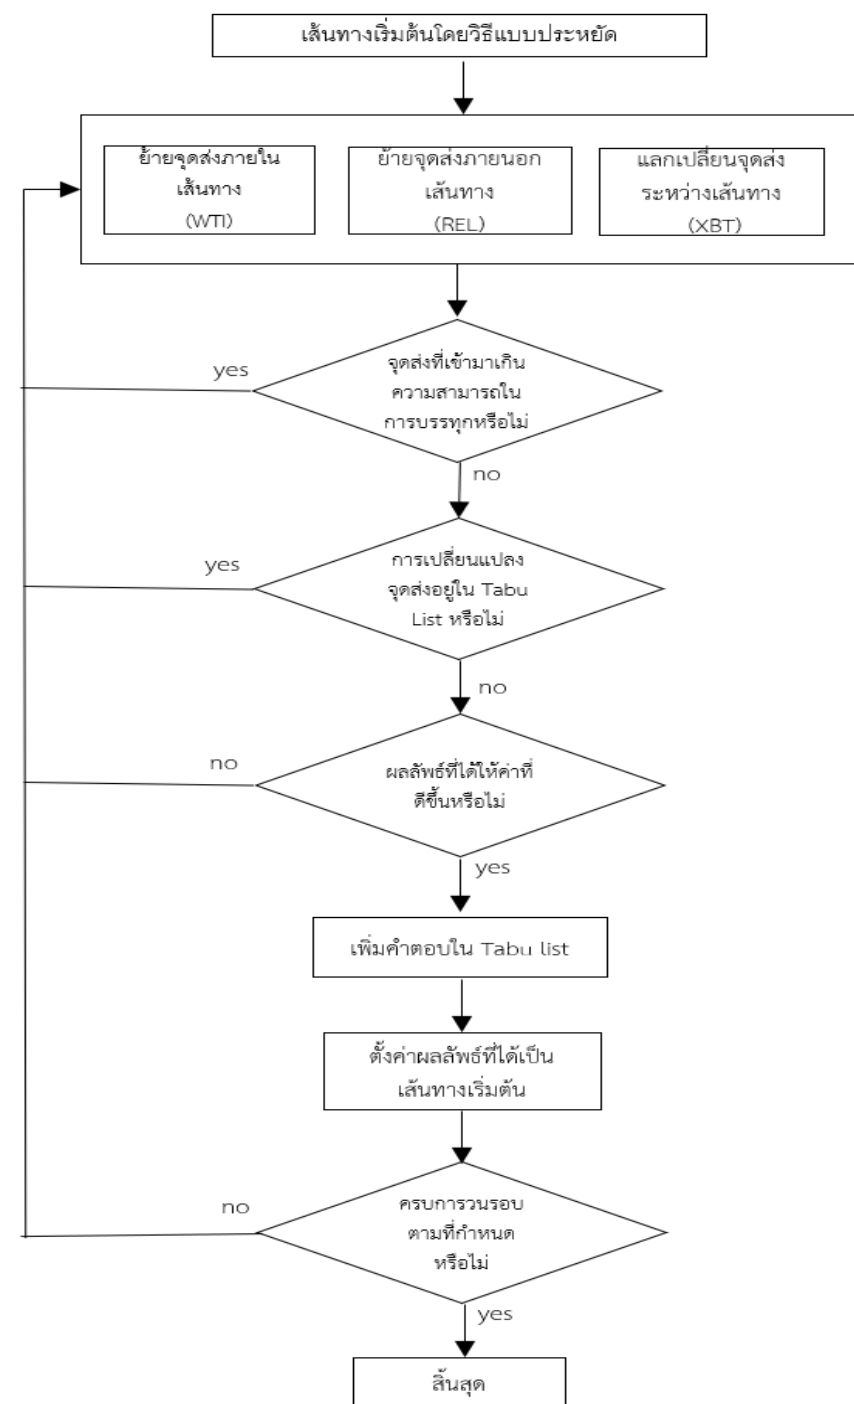 เส้นทางเริ่มต้นโดยวิธีแบบประหยัด
ย้ายจุดส่งภายใน
เส้นทาง
(WTI)
ย้ายจุดส่งภายนอก
เส้นทาง
(REL)
แลกเปลี่ยนจุดส่ง
ระหว่างเส้นทาง
(XBT)
yes
จุดส่งที่เข้ามาเกิน
ความสามารถใน
การบรรทุกหรือไม่
no
yes
การเปลี่ยนแปลง
จุดส่งอยู่ใน Tabu
List หรือไม่
no
no
ผลลัพธ์ที่ได้ให้ค่าที่
ดีขึ้นหรือไม่
yes
เพิ่มคำตอบใน Tabu list
ตั้งค่าผลลัพธ์ที่ได้เป็น
เส้นทางเริ่มต้น
no
ครบการวนรอบ
ตามที่กำหนด
หรือไม่
yes
สิ้นสุด